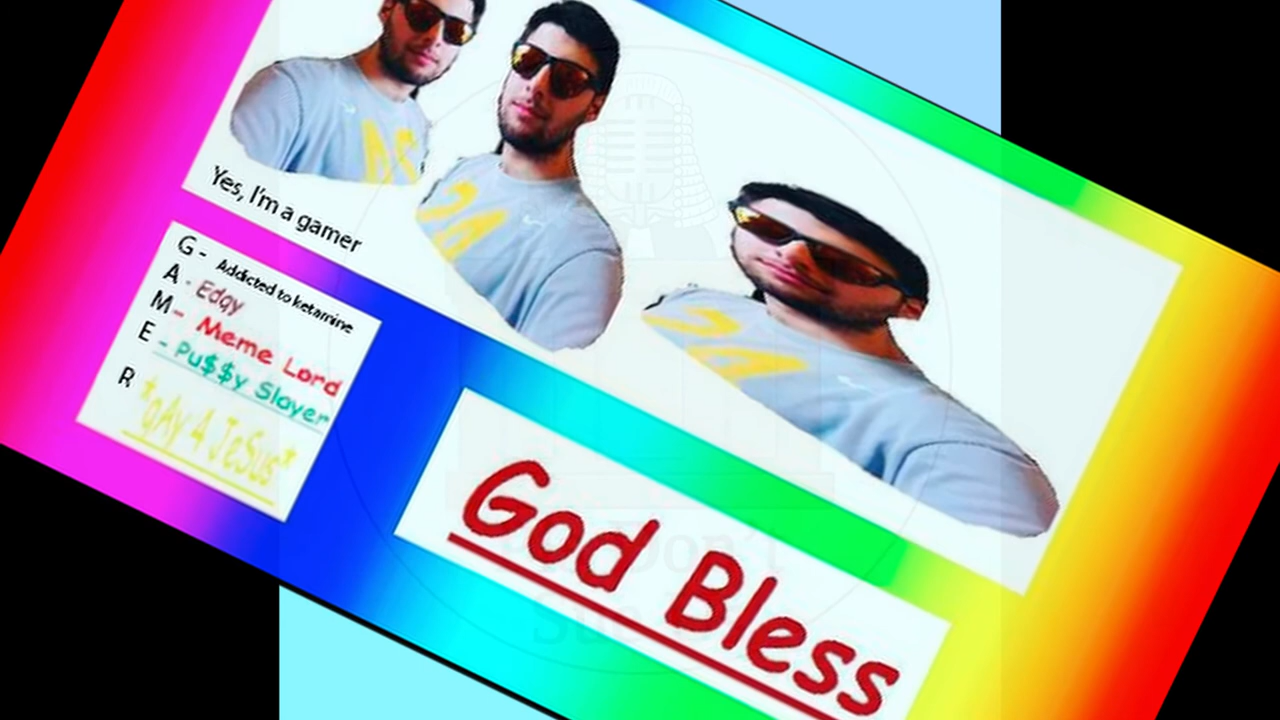 Yes, I'm a gamer
G - Addicted to ketamine
A - Edgy
M - Meme Lord
E - Pu$$y Slayer
R *gAy 4 JeSus*
God Bless